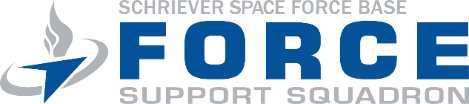 SCHRIEVER SPACE FORCE BASE
FORCE
SUPPORT SQUADRON